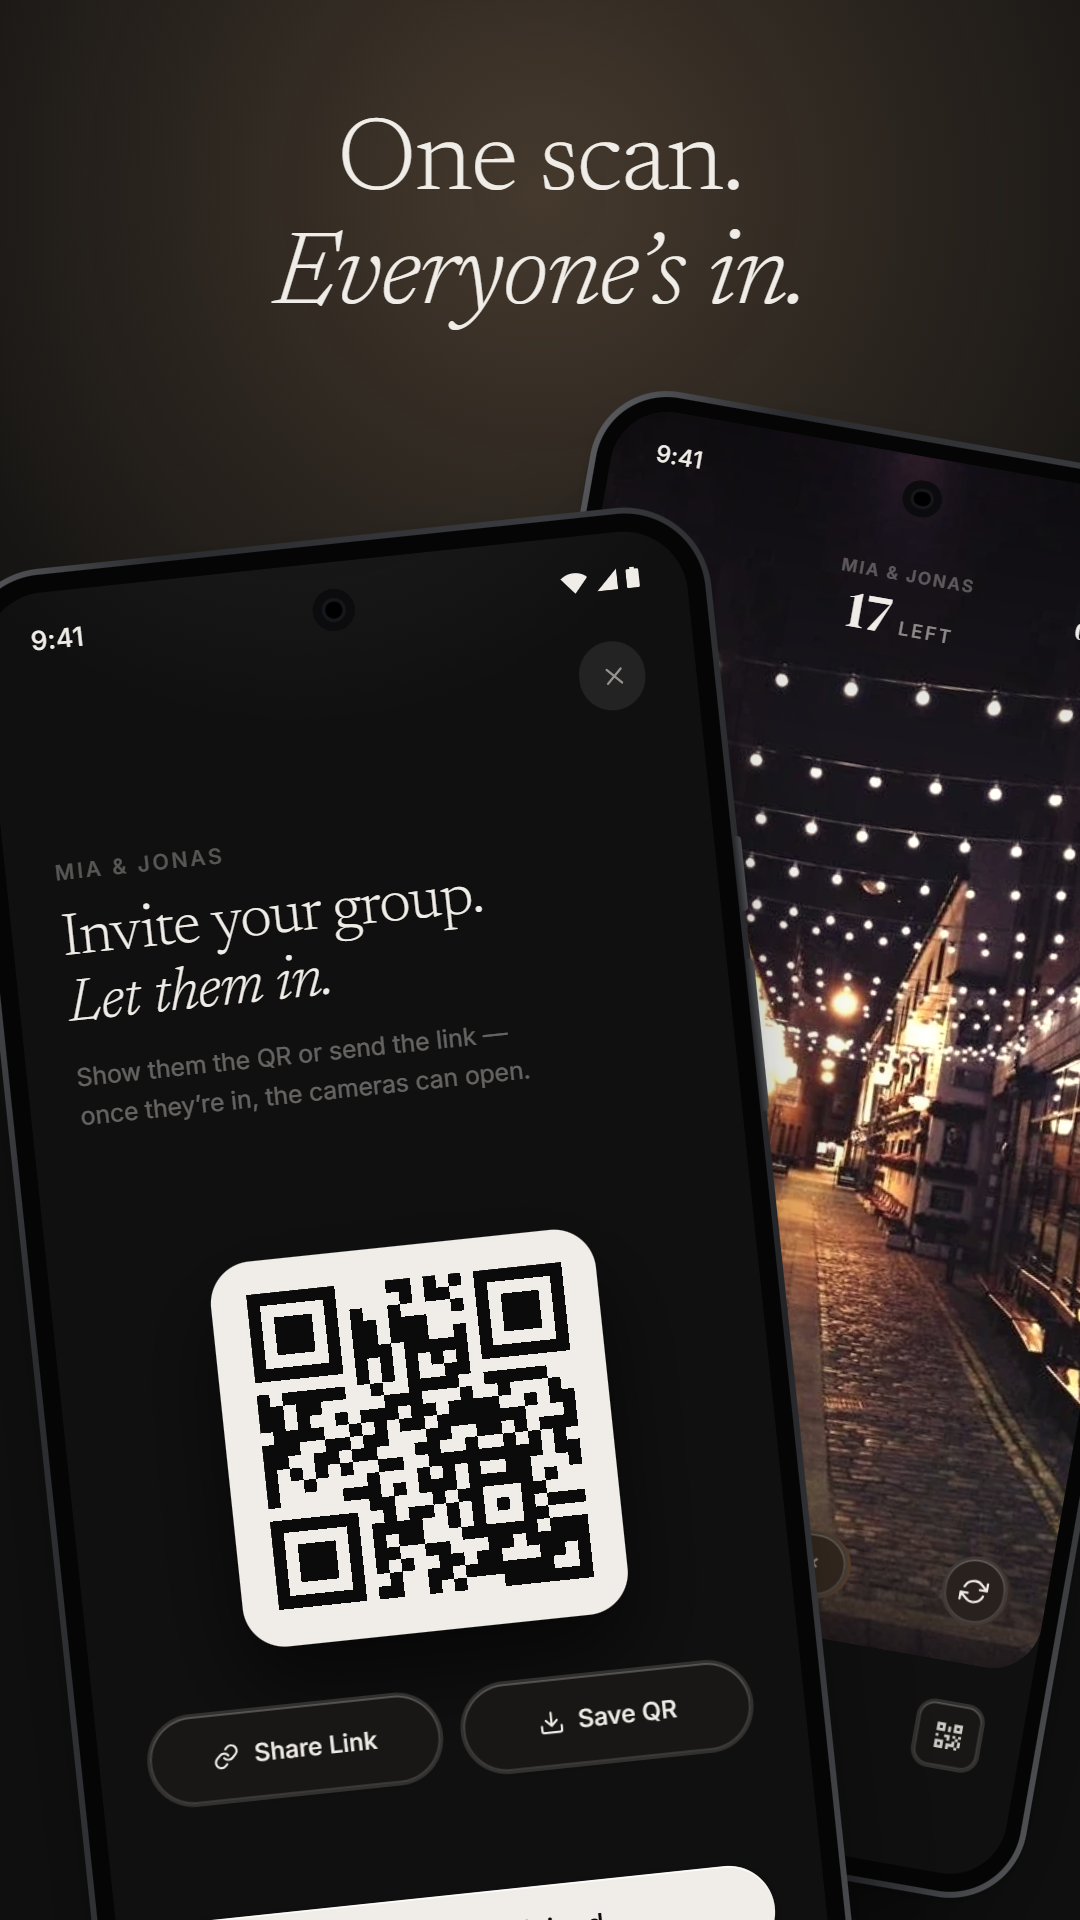 One scan.
Everyone’s in.
9:41
MIA & JONAS
17 LEFT
9:41
MIA & JONAS
Invite your group.
Let them in.
Show them the QR or send the link —
once they’re in, the cameras can open.
Share Link
Save QR